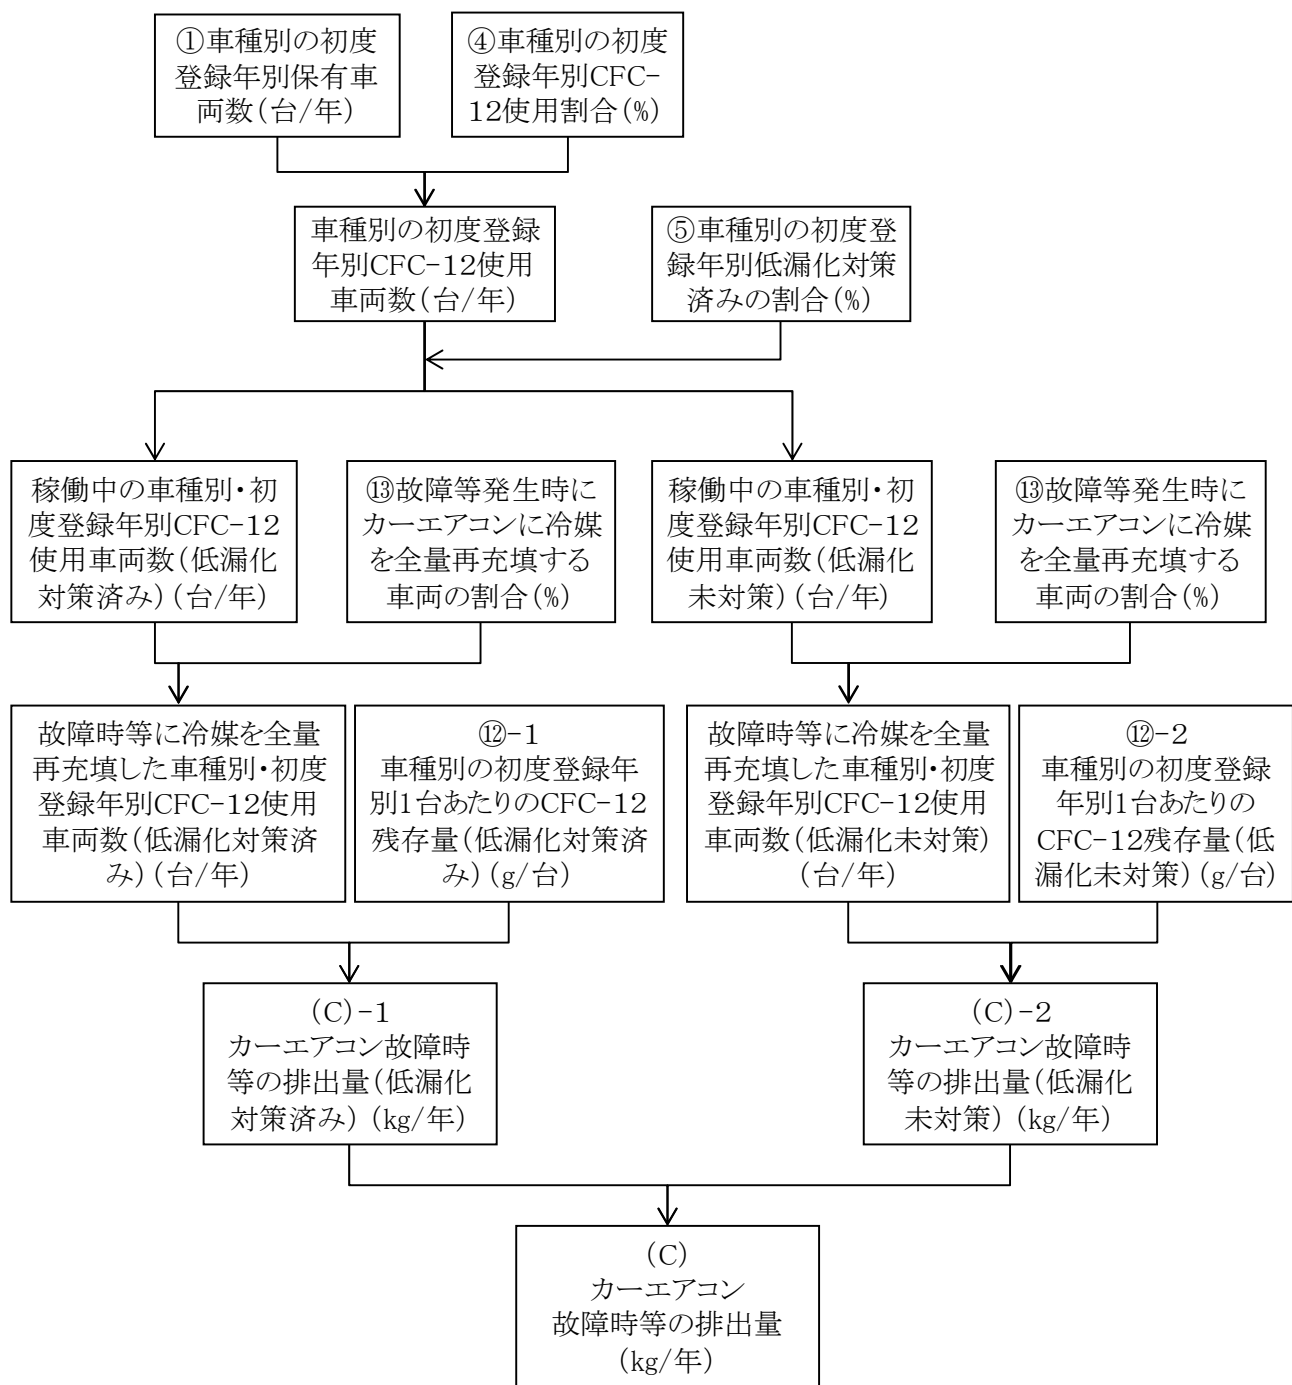 ①車種別の初度
登録年別保有車
両数(台/年)
④車種別の初度
登録年別CFC-
12使用割合(%)
車種別の初度登録
年別CFC-12使用
車両数(台/年)
⑤車種別の初度登
録年別低漏化対策
済みの割合(%)
稼働中の車種別・初
度登録年別CFC-12
使用車両数(低漏化
対策済み)(台/年)
⑬故障等発生時に
カーエアコンに冷媒
を全量再充填する
車両の割合(%)
稼働中の車種別・初
度登録年別CFC-12
使用車両数(低漏化
未対策)(台/年)
⑬故障等発生時に
カーエアコンに冷媒
を全量再充填する
車両の割合(%)
故障時等に冷媒を全量
再充填した車種別・初度
登録年別CFC-12使用
車両数(低漏化対策済
み)(台/年)
⑫-1
車種別の初度登録年
別1台あたりのCFC-12
残存量(低漏化対策済
み)(g/台)
故障時等に冷媒を全量
再充填した車種別・初度
登録年別CFC-12使用
車両数(低漏化未対策)
(台/年)
⑫-2
車種別の初度登録
年別1台あたりの
CFC-12残存量(低
漏化未対策)(g/台)
(C)-1
カーエアコン故障時
等の排出量(低漏化
対策済み)(kg/年)
(C)-2
カーエアコン故障時
等の排出量(低漏化
未対策)(kg/年)
(C)
カーエアコン
故障時等の排出量
(kg/年)